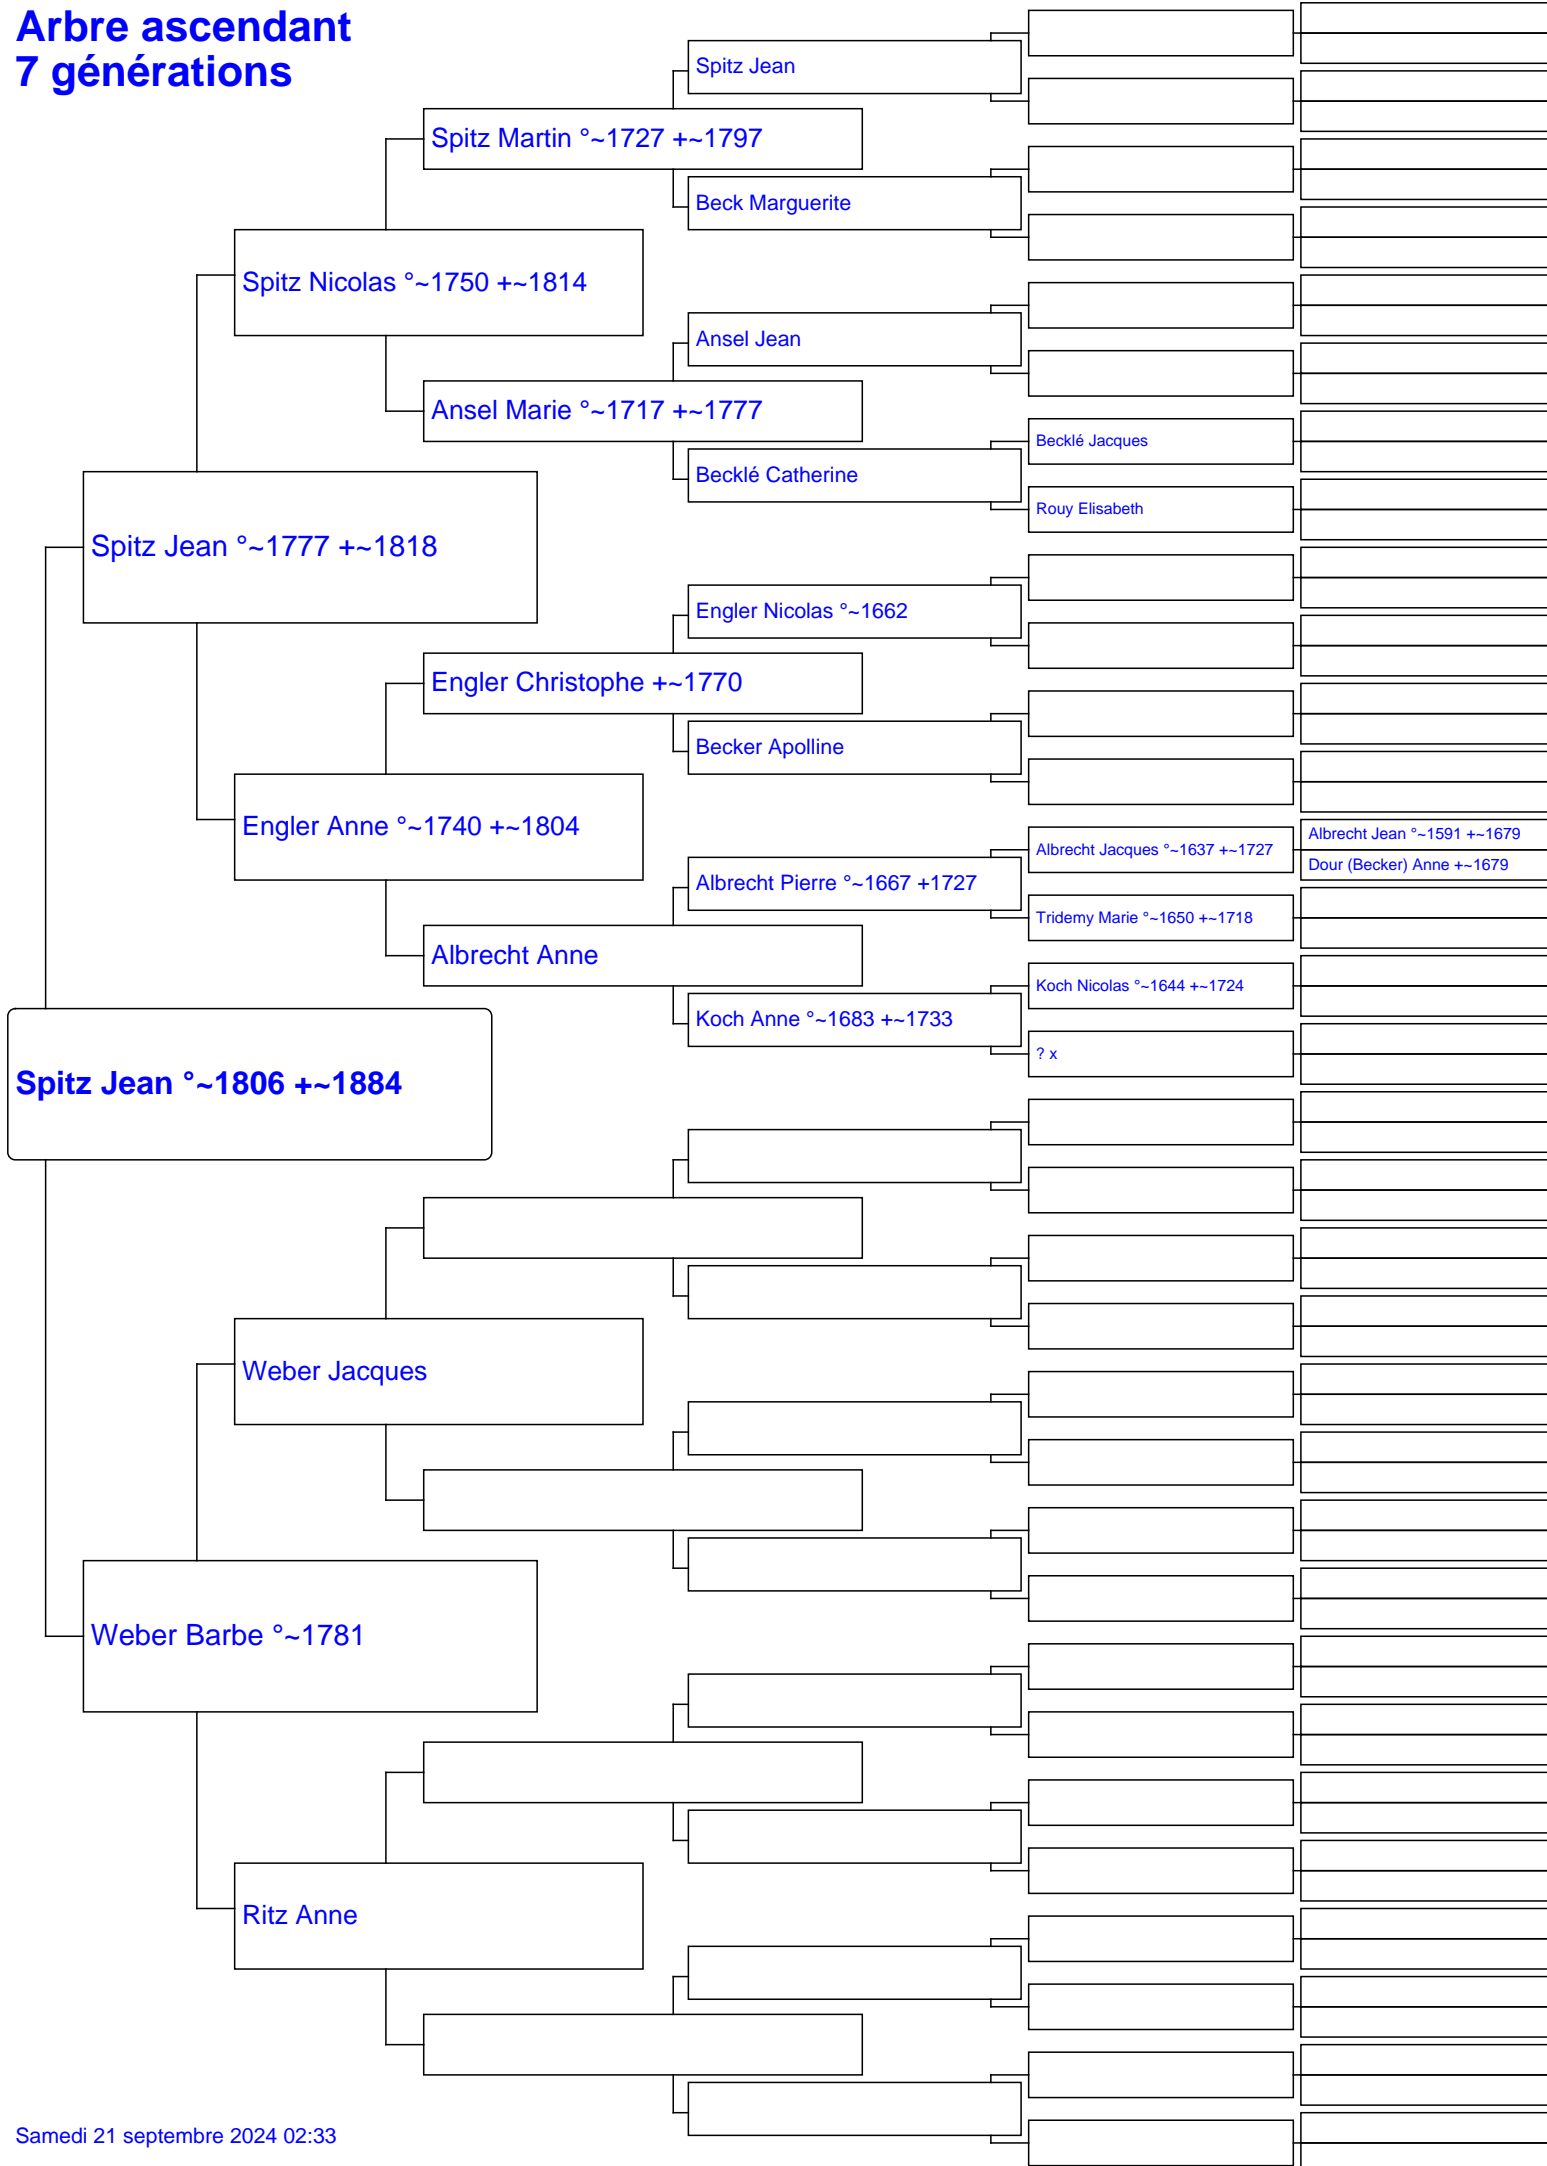 Arbre ascendant
7 générations
Spitz Jean
Spitz Martin °~1727 +~1797
Beck Marguerite
Spitz Nicolas °~1750 +~1814
Ansel Jean
Ansel Marie °~1717 +~1777
Becklé Jacques
Becklé Catherine
Rouy Elisabeth
Spitz Jean °~1777 +~1818
Engler Nicolas °~1662
Engler Christophe +~1770
Becker Apolline
Engler Anne °~1740 +~1804
Albrecht Jean °~1591 +~1679
Albrecht Jacques °~1637 +~1727
Dour (Becker) Anne +~1679
Albrecht Pierre °~1667 +1727
Tridemy Marie °~1650 +~1718
Albrecht Anne
Koch Nicolas °~1644 +~1724
Koch Anne °~1683 +~1733
? x
Spitz Jean °~1806 +~1884
Weber Jacques
Weber Barbe °~1781
Ritz Anne
Samedi 21 septembre 2024 02:33